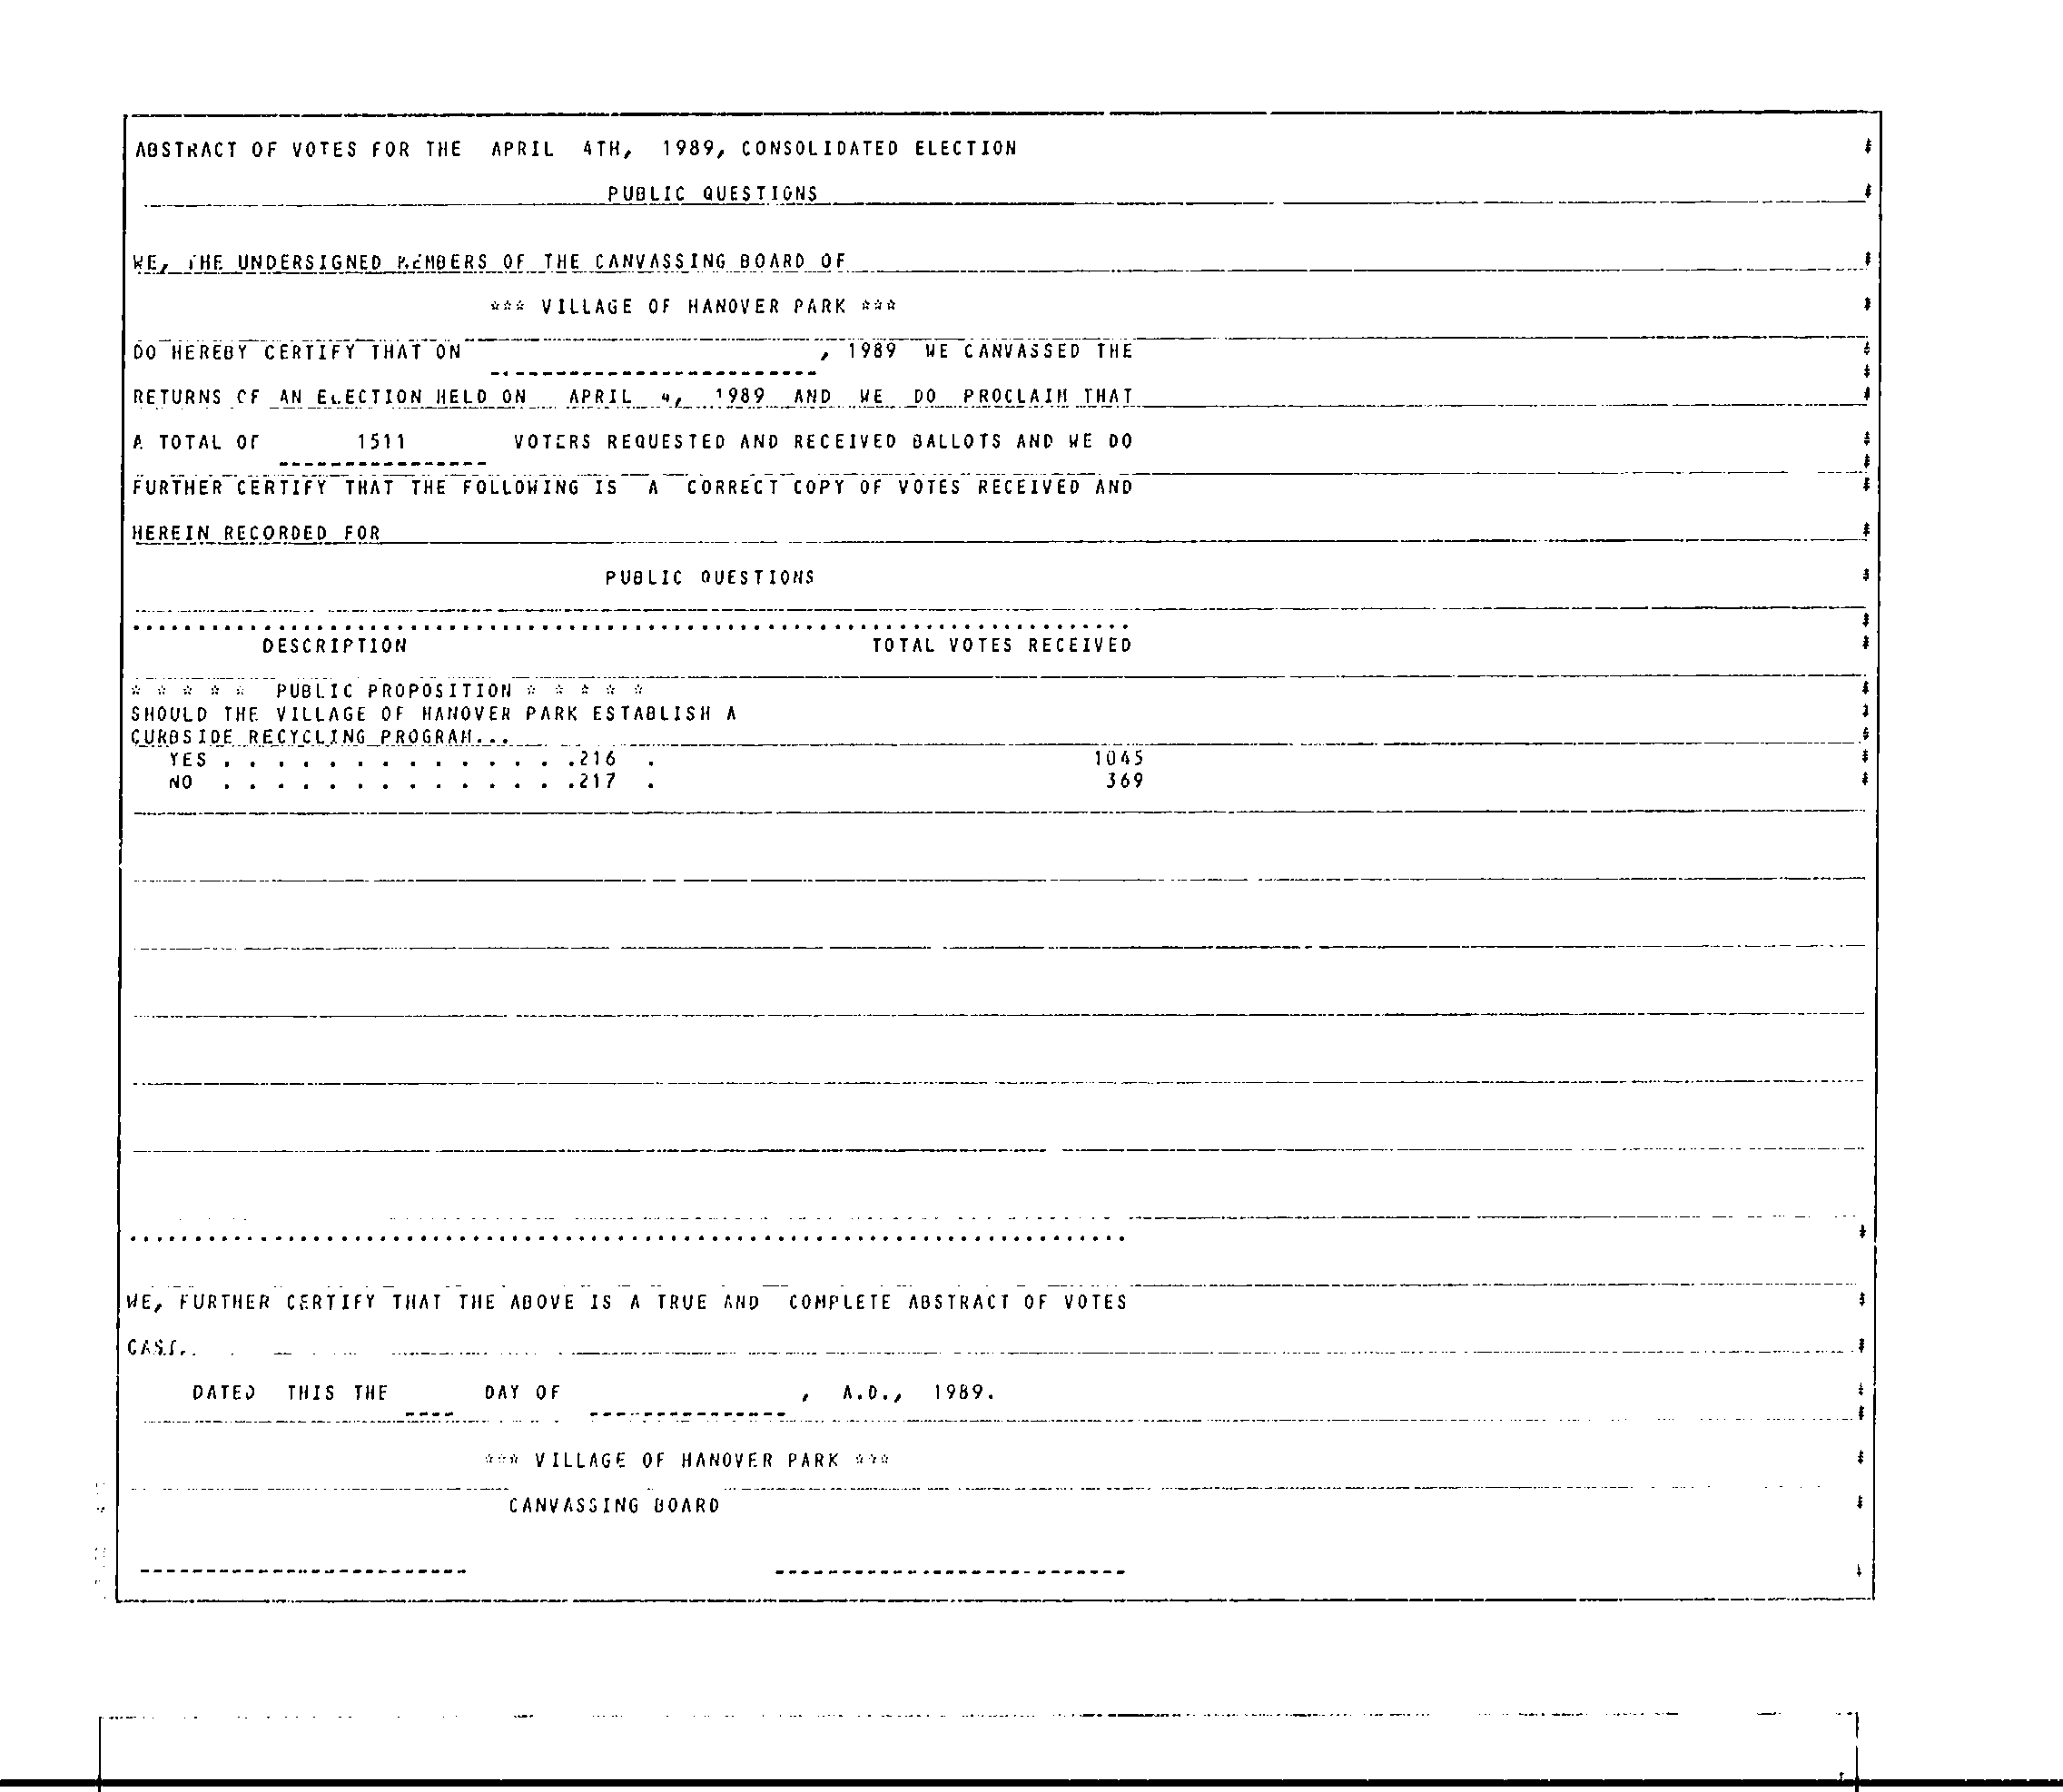 ABSTRACT OF VOTES FOR THE APRIL 4TH, 1989, CONSOLIDATED ELECTION
PUBLIC QUESTIONS
WE, THE UNDERSIGNED MEMBERS OF THE CANVASSING BOARD OF
*** VILLAGE OF HANOVER PARK ***
DO HEREBY CERTIFY THAT ON , 1989 WE CANVASSED THE
RETURNS OF AN ELECTION HELD ON APRIL 4, 1989 AND WE DO PROCLAIM THAT
A TOTAL OF 1511 VOTERS REQUESTED AND RECEIVED BALLOTS AND WE DO
FURTHER CERTIFY THAT THE FOLLOWING IS A CORRECT COPY OF VOTES RECEIVED AND
HEREIN RECORDED FOR
PUBLIC QUESTIONS
DESCRIPTION TOTAL VOTES RECEIVED
* * * * * PUBLIC PROPOSITION * * * * *
SHOULD THE VILLAGE OF HANOVER PARK ESTABLISH A
CURBSIDE RECYCLING PROGRAM...
YES . . . . . . . . . . . . . .216 . 1045
NO . . . . . . . . . . . . . .217 . 369
WE, FURTHER CERTIFY THAT THE ABOVE IS A TRUE AND COMPLETE ABSTRACT OF VOTES
CAST.
DATED THIS THE ---- DAY OF --------------- , A.D., 1989.
*** VILLAGE OF HANOVER PARK ***
CANVASSING BOARD